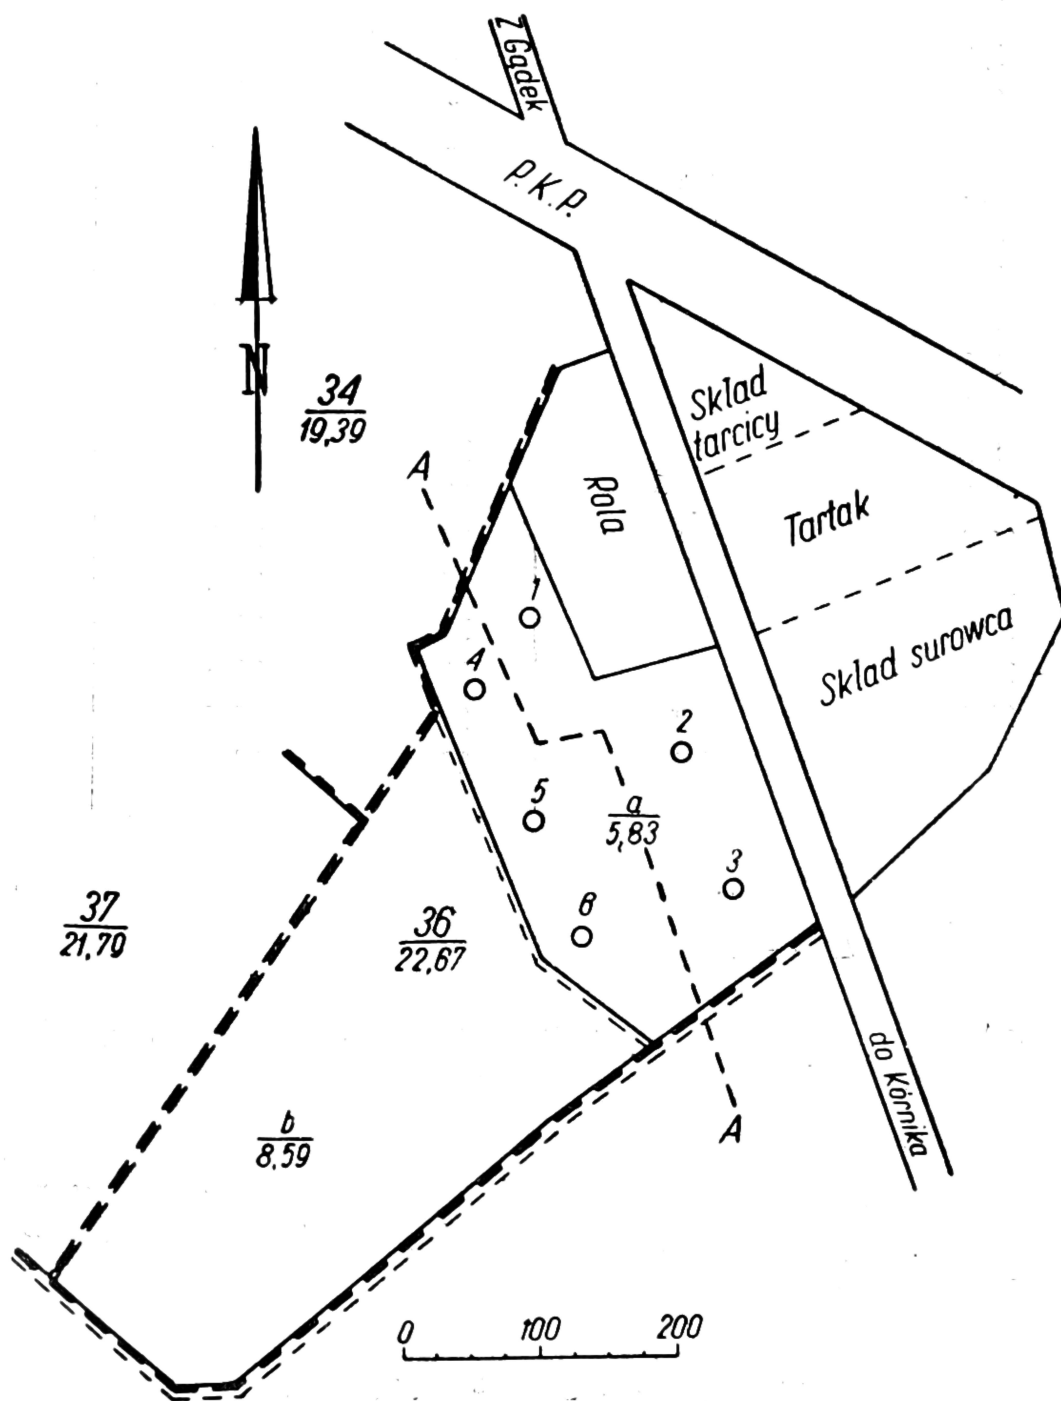 Z Gądek
P.K.P.
N
34
19,39
A
Skład
tarcicy
Rola
Tartak
1
Skład surowca
4
2
5
a
5,83
3
6
37
21,79
36
22,67
do Kórnika
b
8,59
A
0 100 200